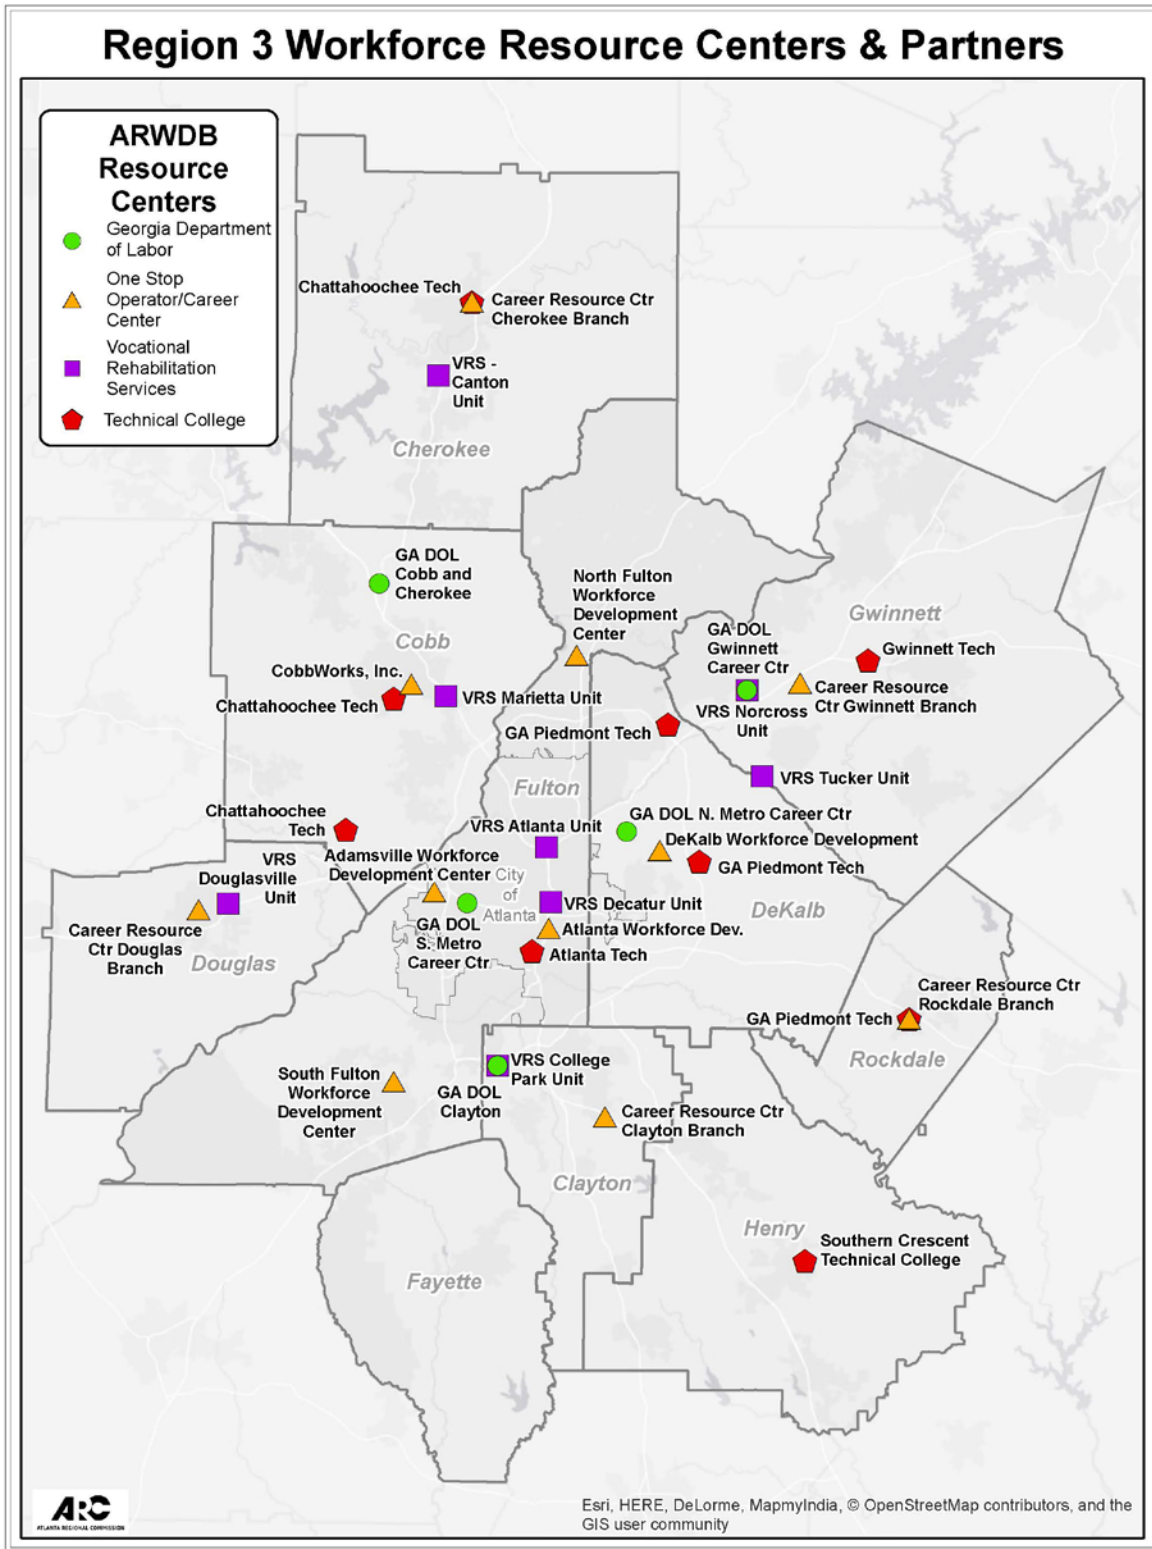 Region 3 Workforce Resource Centers & Partners
ARWDB
Resource
Centers
Georgia Department
of Labor
One Stop
Operator/Career
Center
Vocational
Rehabilitation
Services
Technical College
Chattahoochee Tech
Career Resource Ctr
Cherokee Branch
VRS -
Canton
Unit
Cherokee
GA DOL
Cobb and
Cherokee
Cobb
North Fulton
Workforce
Development
Center
Gwinnett
GA DOL
Gwinnett
Career Ctr
Gwinnett Tech
CobbWorks, Inc.
Chattahoochee Tech
VRS Marietta Unit
Career Resource
Ctr Gwinnett Branch
VRS Norcross
Unit
GA Piedmont Tech
VRS Tucker Unit
Fulton
Chattahoochee
Tech
VRS Atlanta Unit
GA DOL N. Metro Career Ctr
DeKalb Workforce Development
GA Piedmont Tech
VRS
Douglasville
Unit
Adamsville Workforce
Development Center
City
of
Atlanta
VRS Decatur Unit
DeKalb
Career Resource
Ctr Douglas
Branch
Douglas
GA DOL
S. Metro
Career Ctr
Atlanta Workforce Dev.
Atlanta Tech
Career Resource Ctr
Rockdale Branch
GA Piedmont Tech
Rockdale
South Fulton
Workforce
Development
Center
VRS College
Park Unit
GA DOL
Clayton
Career Resource Ctr
Clayton Branch
Clayton
Henry
Southern Crescent
Technical College
Fayette
ARC
ATLANTA REGIONAL COMMISSION
Esri, HERE, DeLorme, MapmyIndia, © OpenStreetMap contributors, and the
GIS user community